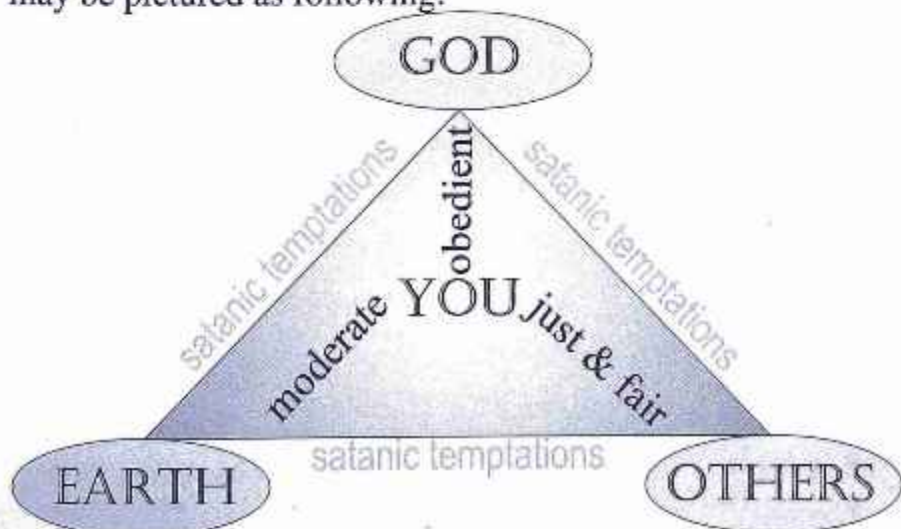 may be pictured as following:
GOD
satanic temptations
satanic temptations
obedient
YOU
moderate
just & fair
satanic temptations
EARTH
OTHERS